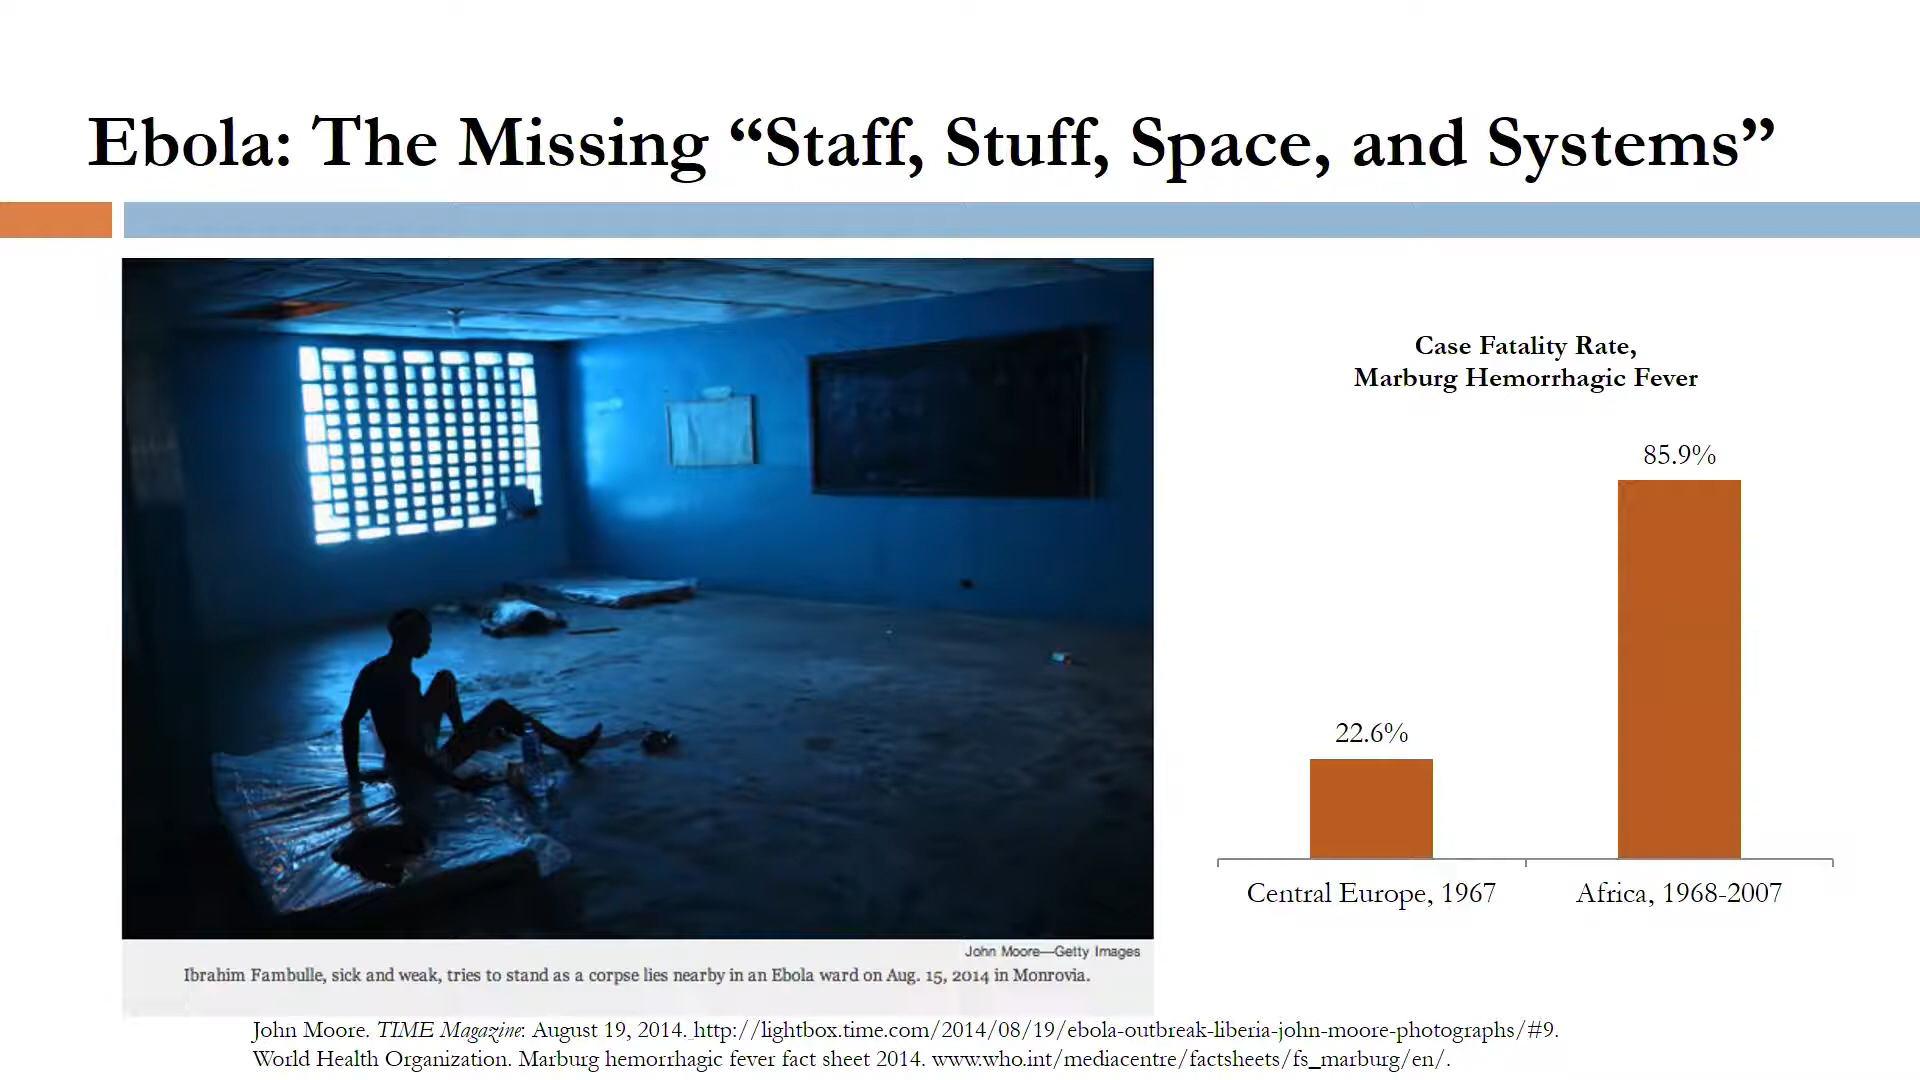 Ebola: The Missing “Staff, Stuff, Space, and Systems”
Case Fatality Rate,
Marburg Hemorrhagic Fever
85.9%
22.6%
Central Europe, 1967
Africa, 1968-2007
John Moore—Getty Images
Ibrahim Fambulle, sick and weak, tries to stand as a corpse lies nearby in an Ebola ward on Aug. 15, 2014 in Monrovia.
John Moore. TIME Magazine: August 19, 2014. http://lightbox.time.com/2014/08/19/ebola-outbreak-liberia-john-moore-photographs/#9.
World Health Organization. Marburg hemorrhagic fever fact sheet 2014. www.who.int/mediacentre/factsheets/fs_marburg/en/.